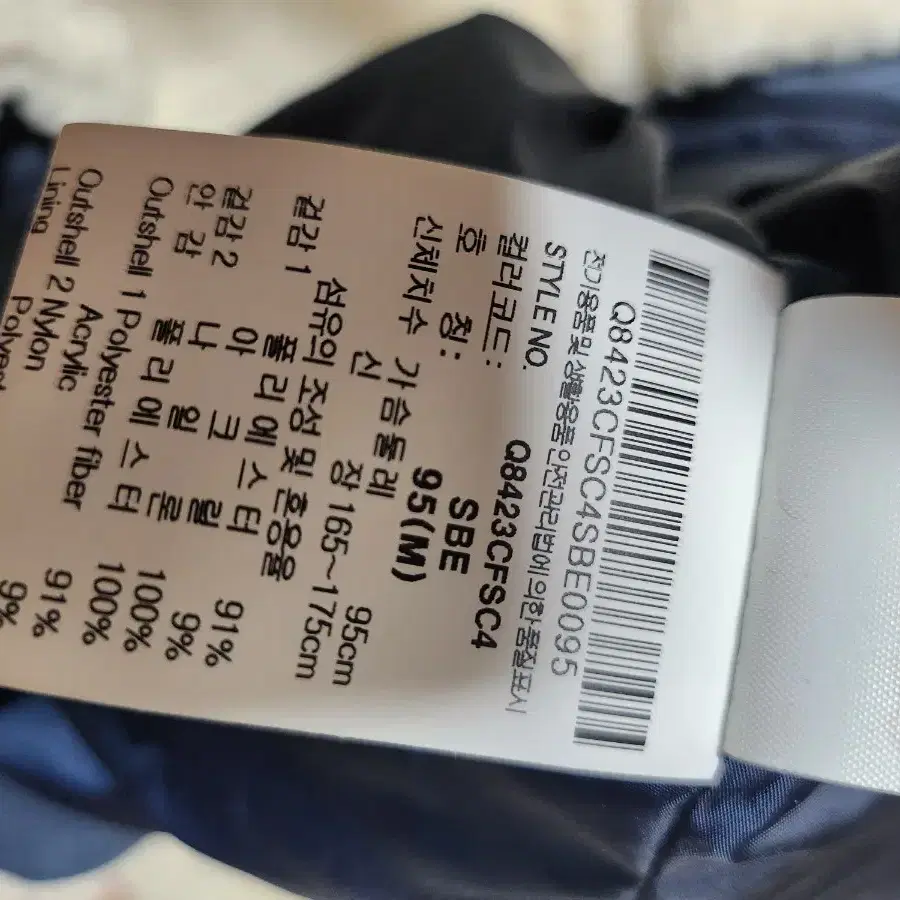 Q8423CFSC4SBE0095
전기용품 및 생활용품 안전관리법에 의한 품질표시
STYLE NO. Q8423CFSC4
컬러코드: SBE
호 칭: 95(M)
신체치수 가슴둘레 95cm
신 장 165~175cm
섬유의 조성 및 혼용율
겉감 1 폴 리 에 스 터 91%
아 크 릴 9%
겉감 2 나 일 론 100%
안 감 폴 리 에 스 터 100%
Outshell 1 Polyester fiber 91%
Acrylic 9%
Outshell 2 Nylon
Lining